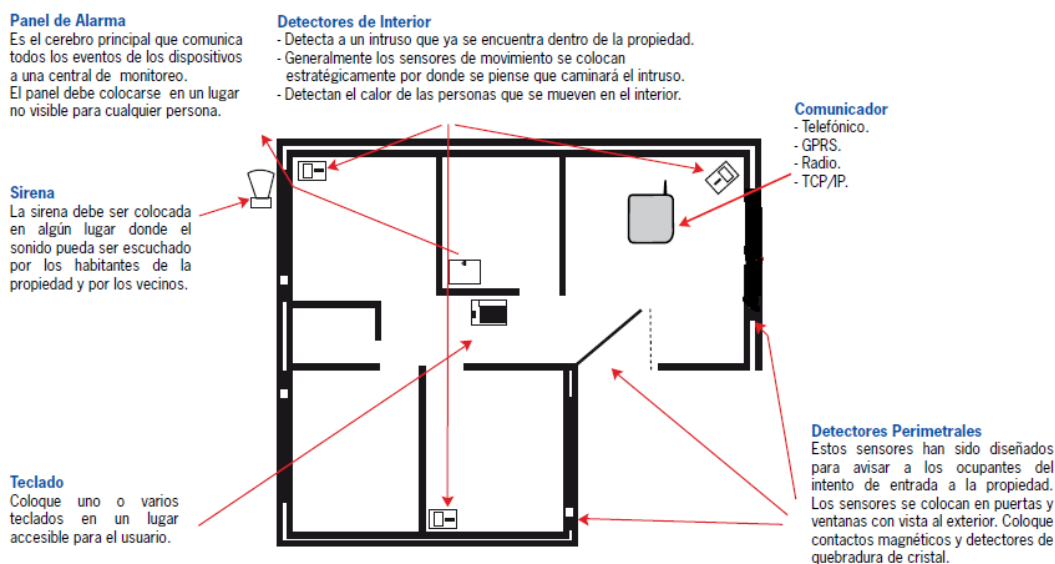 Panel de Alarma
Es el cerebro principal que comunica
todos los eventos de los dispositivos
a una central de monitoreo.
El panel debe colocarse en un lugar
no visible para cualquier persona.
Detectores de Interior
- Detecta a un intruso que ya se encuentra dentro de la propiedad.
- Generalmente los sensores de movimiento se colocan
estratégicamente por donde se piense que caminará el intruso.
- Detectan el calor de las personas que se mueven en el interior.
Comunicador
- Telefónico.
- GPRS.
- Radio.
- TCP/IP.
Sirena
La sirena debe ser colocada
en algún lugar donde el
sonido pueda ser escuchado
por los habitantes de la
propiedad y por los vecinos.
Teclado
Coloque uno o varios
teclados en un lugar
accesible para el usuario.
Detectores Perimetrales
Estos sensores han sido diseñados
para avisar a los ocupantes del
intento de entrada a la propiedad.
Los sensores se colocan en puertas y
ventanas con vista al exterior. Coloque
contactos magnéticos y detectores de
quebradura de cristal.